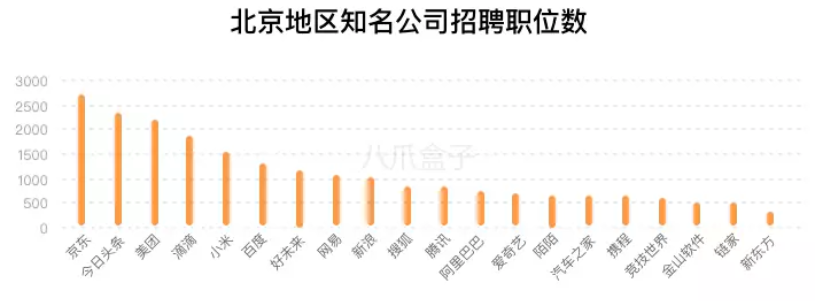 北京地区知名公司招聘职位数
3000
2500
2000
1500
1000
500
0
八爪盒子
京东
今日头条
美团
滴滴
小米
百度
好未来
网易
新浪
搜狐
腾讯
阿里巴巴
爱奇艺
陌陌
汽车之家
携程
竞技世界
金山软件
链家
新东方